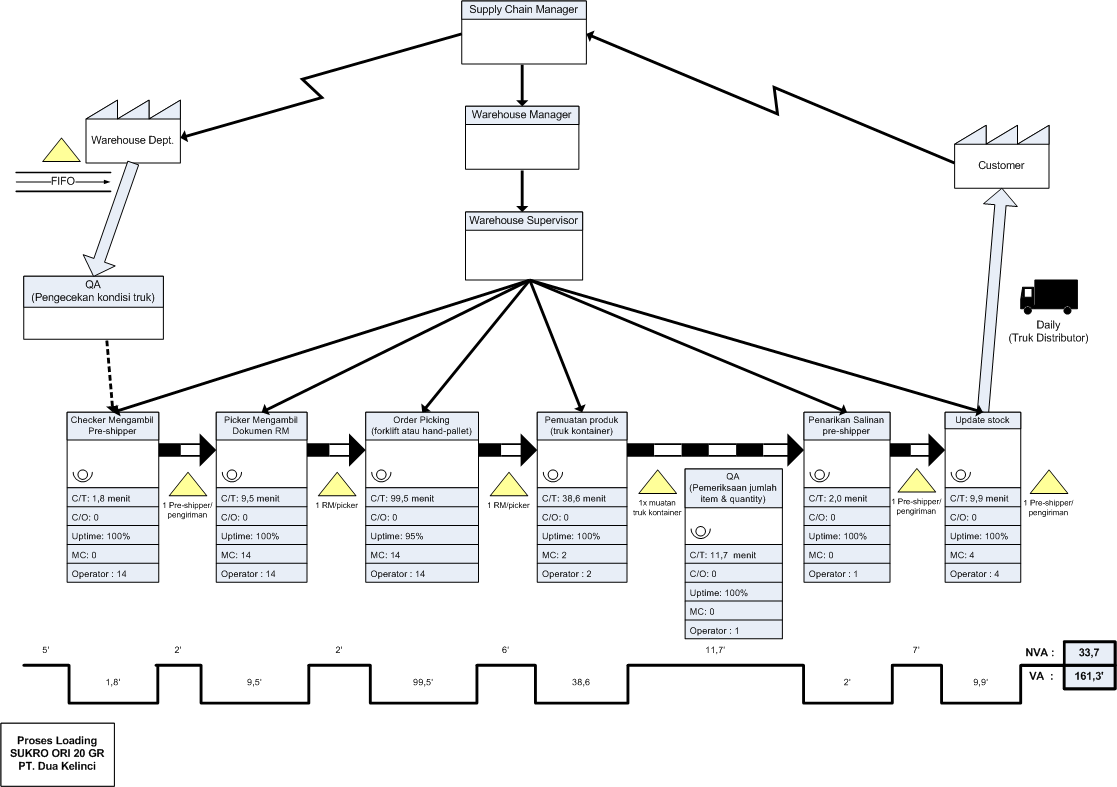 Supply Chain Manager
Warehouse Manager
Warehouse Dept.
FIFO
Customer
Warehouse Supervisor
QA
(Pengecekan kondisi truk)
Daily
(Truk Distributor)
Checker Mengambil
Pre-shipper
C/T: 1,8 menit
C/O: 0
Uptime: 100%
MC: 0
Operator : 14
1 Pre-shipper/
pengiriman
Picker Mengambil
Dokumen RM
C/T: 9,5 menit
C/O: 0
Uptime: 100%
MC: 14
Operator : 14
1 RM/picker
Order Picking
(forklift atau hand-pallet)
C/T: 99,5 menit
C/O: 0
Uptime: 95%
MC: 14
Operator : 14
1 RM/picker
Pemuatan produk
(truk kontainer)
C/T: 38,6 menit
C/O: 0
Uptime: 100%
MC: 2
Operator : 2
1x muatan
truk kontainer
QA
(Pemeriksaan jumlah
item & quantity)
C/T: 11,7 menit
C/O: 0
Uptime: 100%
MC: 0
Operator : 1
Penarikan Salinan
pre-shipper
C/T: 2,0 menit
C/O: 0
Uptime: 100%
MC: 0
Operator : 1
1 Pre-shipper/
pengiriman
Update stock
C/T: 9,9 menit
C/O: 0
Uptime: 100%
MC: 4
Operator : 4
1 Pre-shipper/
pengiriman
5'
2'
2'
6'
11,7'
7'
NVA : 33,7
1,8'
9,5'
99,5'
38,6
2'
9,9'
VA : 161,3'
Proses Loading
SUKRO ORI 20 GR
PT. Dua Kelinci